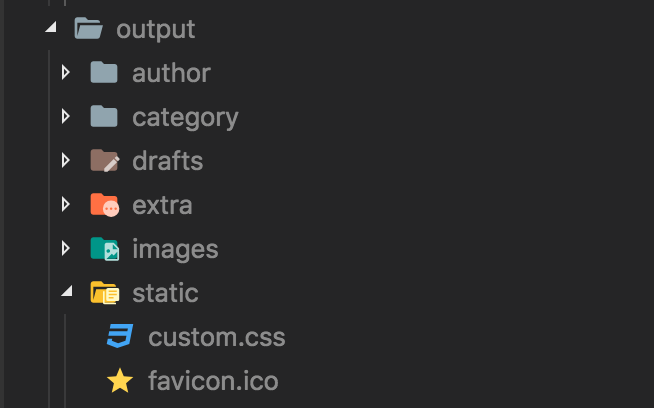 output
author
category
drafts
extra
images
static
custom.css
favicon.ico